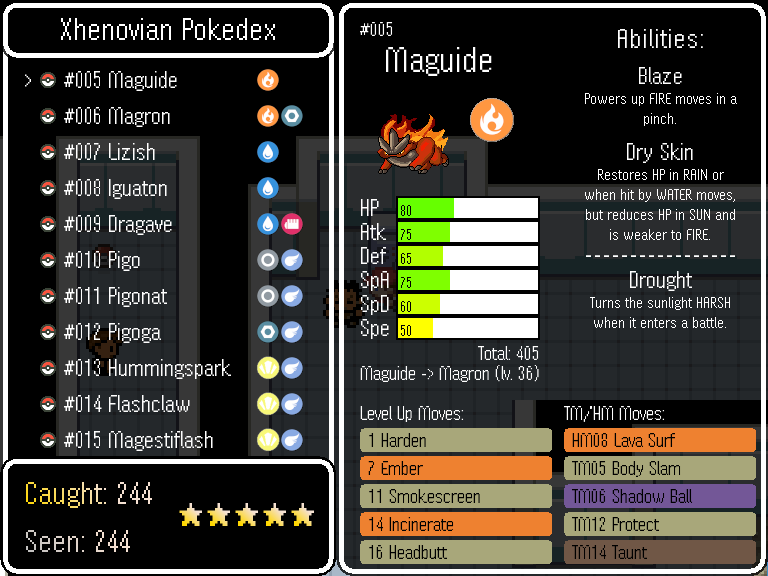 Xhenovian Pokedex
> #005 Maguide
#006 Magron
#007 Lizish
#008 Iguaton
#009 Dragave
#010 Pigo
#011 Pigonat
#012 Pigoga
#013 Hummingspark
#014 Flashclaw
#015 Magestiflash
Caught: 244
Seen: 244
#005
Maguide
HP 80
Atk 75
Def 65
SpA 75
SpD 60
Spe 50
Total: 405
Maguide -> Magron (lv. 36)
Abilities:
Blaze
Powers up FIRE moves in a
pinch.
Dry Skin
Restores HP in RAIN or
when hit by WATER moves,
but reduces HP in SUN and
is weaker to FIRE.
Drought
Turns the sunlight HARSH
when it enters a battle.
Level Up Moves:
1 Harden
7 Ember
11 Smokescreen
14 Incinerate
16 Headbutt
TM/HM Moves:
HM08 Lava Surf
TM05 Body Slam
TM06 Shadow Ball
TM12 Protect
TM14 Taunt